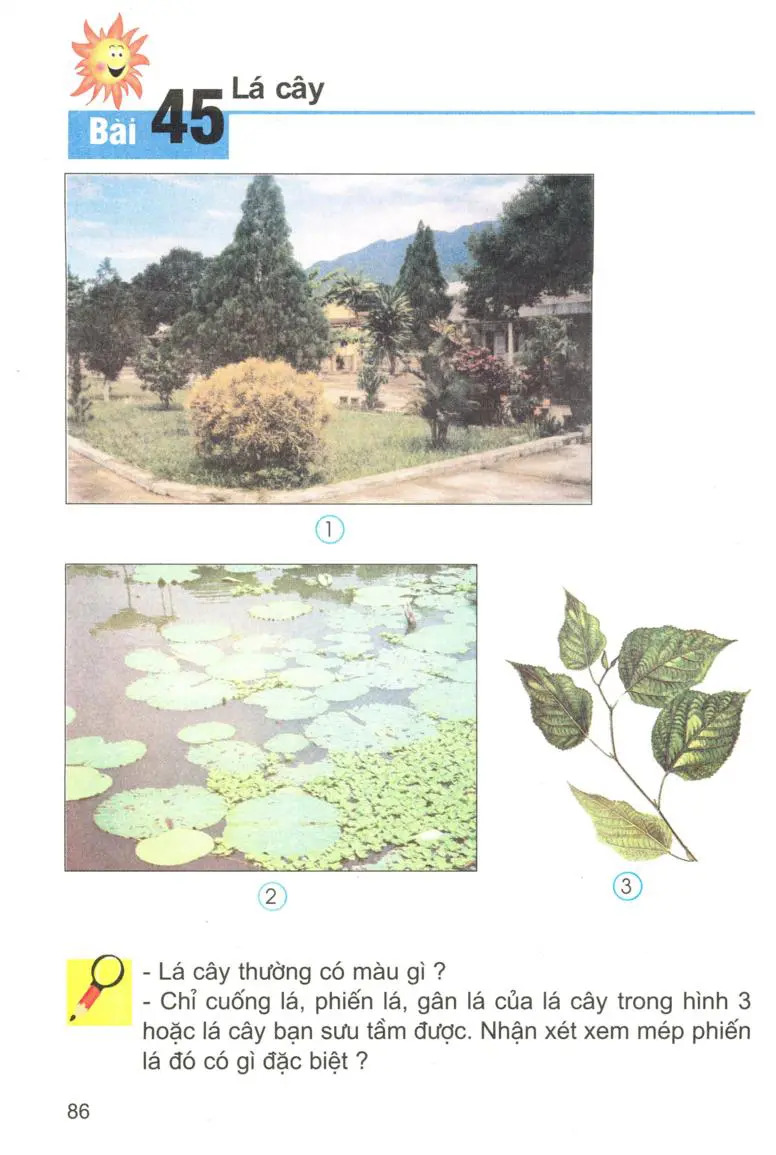 Lá cây
Bài 45
1
2
3
- Lá cây thường có màu gì ?
- Chỉ cuống lá, phiến lá, gân lá của lá cây trong hình 3
hoặc lá cây bạn sưu tầm được. Nhận xét xem mép phiến
lá đó có gì đặc biệt ?
86